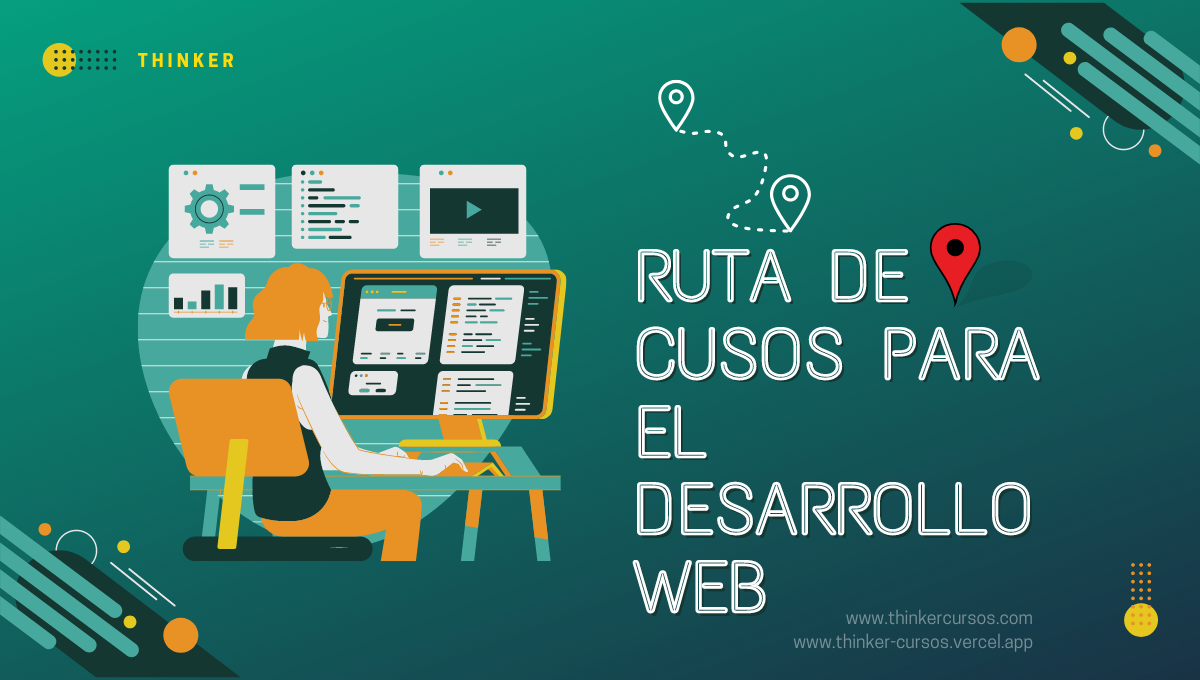 THINKER
RUTA DE
CUSOS PARA
EL
DESARROLLO
WEB
www.thinkercursos.com
www.thinker-cursos.vercel.app